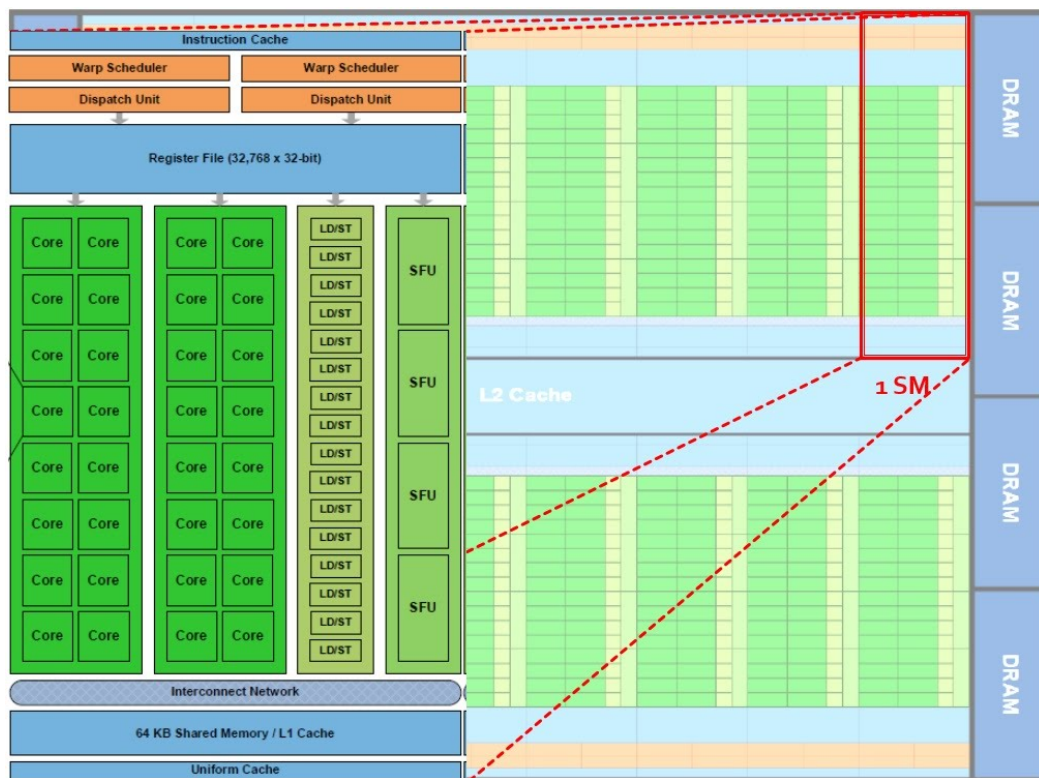 Instruction Cache
Warp Scheduler Warp Scheduler
Dispatch Unit Dispatch Unit
Register File (32,768 x 32-bit)
Core Core Core Core LD/ST SFU
LD/ST
Core Core Core Core LD/ST
LD/ST
Core Core Core Core LD/ST SFU
LD/ST
Core Core Core Core LD/ST
LD/ST
Core Core Core Core LD/ST SFU
LD/ST
Core Core Core Core LD/ST
LD/ST
Core Core Core Core LD/ST SFU
LD/ST
Core Core Core Core LD/ST
LD/ST
Interconnect Network
64 KB Shared Memory / L1 Cache
Uniform Cache
L2 Cache
1 SM
DRAM
DRAM
DRAM
DRAM